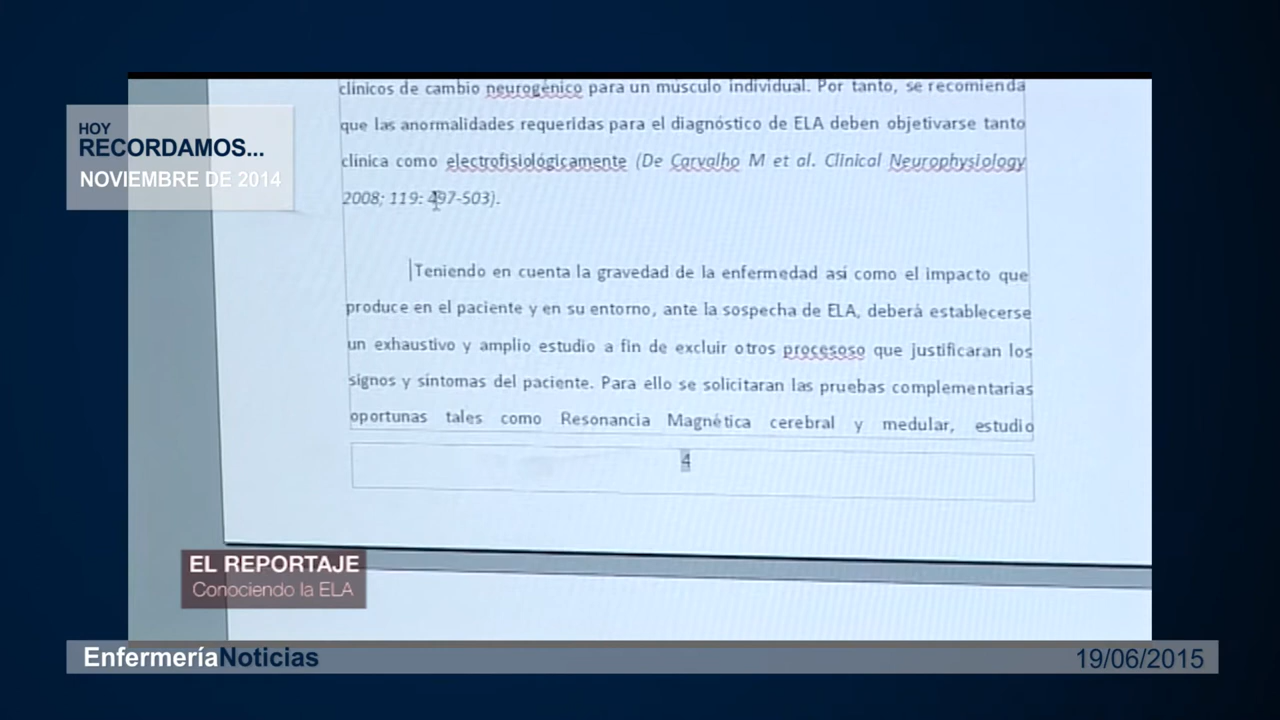 HOY
RECORDAMOS...
NOVIEMBRE DE 2014
clínicos de cambio neurogénico para un músculo individual. Por tanto, se recomienda
que las anormalidades requeridas para el diagnóstico de ELA deben objetivarse tanto
clínica como electrofisiológicamente (De Carvalho M et al. Clinical Neurophysiology
2008; 119: 497-503).
Teniendo en cuenta la gravedad de la enfermedad así como el impacto que
produce en el paciente y en su entorno, ante la sospecha de ELA, deberá establecerse
un exhaustivo y amplio estudio a fin de excluir otros procesoso que justificaran los
signos y síntomas del paciente. Para ello se solicitaran las pruebas complementarias
oportunas tales como Resonancia Magnética cerebral y medular, estudio
4
EL REPORTAJE
Conociendo la ELA
EnfermeríaNoticias
19/06/2015